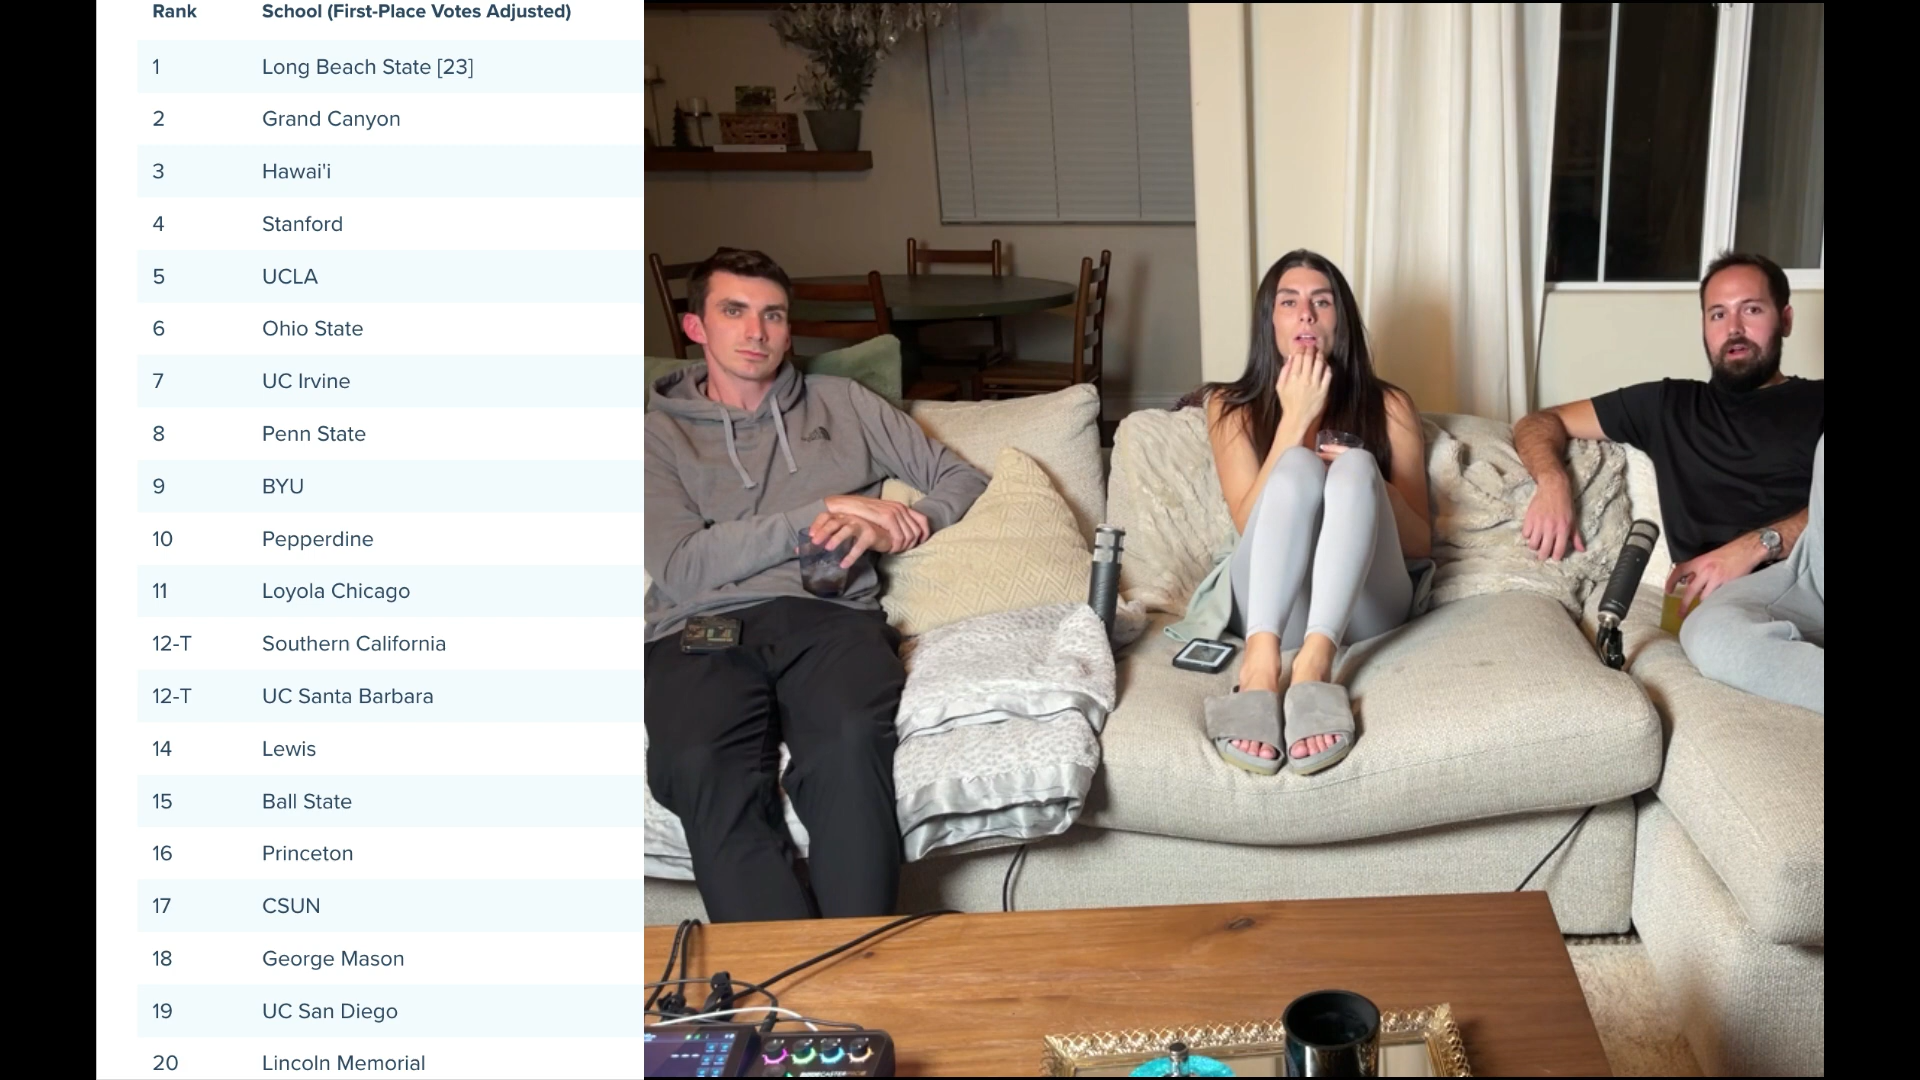 Rank School (First-Place Votes Adjusted)
1 Long Beach State [23]
2 Grand Canyon
3 Hawai'i
4 Stanford
5 UCLA
6 Ohio State
7 UC Irvine
8 Penn State
9 BYU
10 Pepperdine
11 Loyola Chicago
12-T Southern California
12-T UC Santa Barbara
14 Lewis
15 Ball State
16 Princeton
17 CSUN
18 George Mason
19 UC San Diego
20 Lincoln Memorial